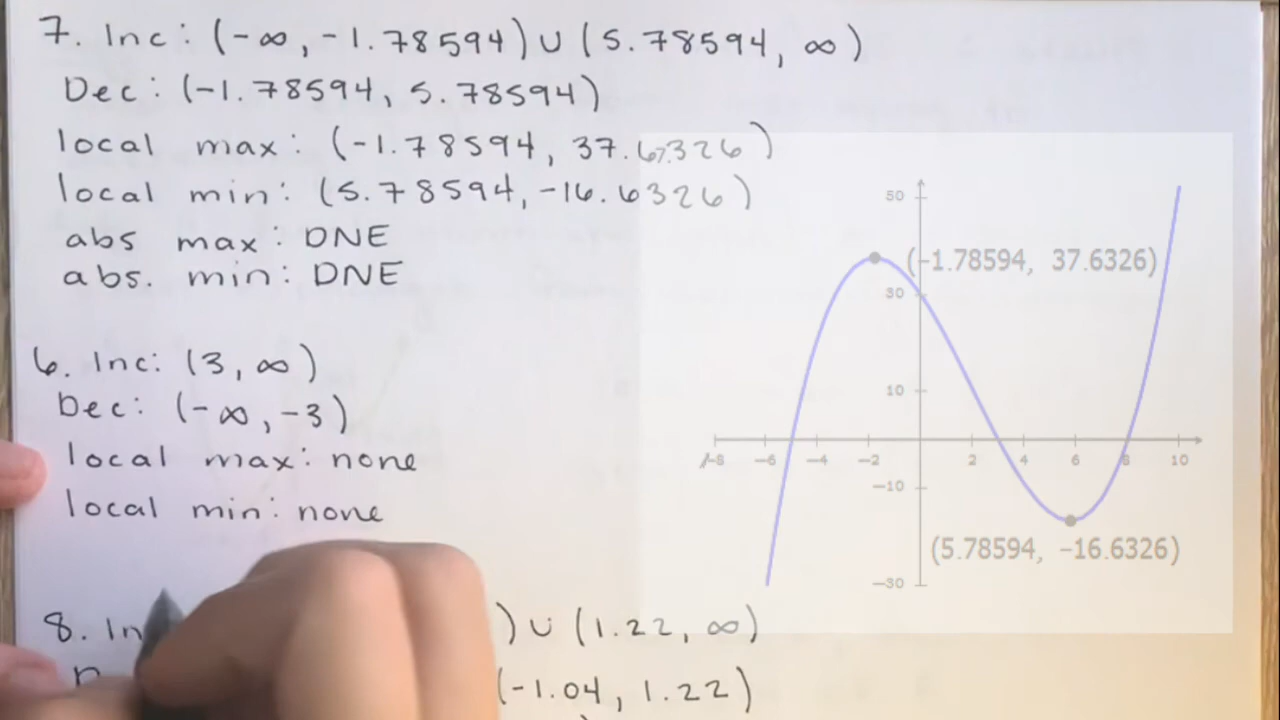 7. Inc: (-∞, -1.78594) ∪ (5.78594, ∞)
Dec: (-1.78594, 5.78594)
local max: (-1.78594, 37.6326)
local min: (5.78594, -16.6326)
abs max: DNE
abs. min: DNE
6. Inc: (3, ∞)
Dec: (-∞, -3)
local max: none
local min: none
8. In ) ∪ (1.22, ∞)
(-1.04, 1.22)
50
(-1.78594, 37.6326)
30
10
-8 -6 -4 -2 2 4 6 8 10
-10
(5.78594, -16.6326)
-30